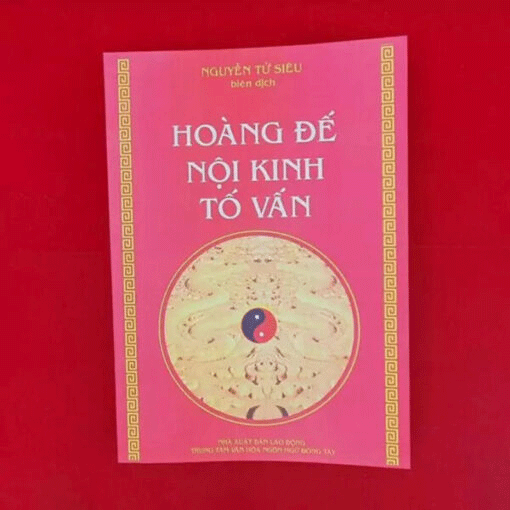 NGUYỄN TỬ SIÊU
biên dịch
HOÀNG ĐẾ
NỘI KINH
TỐ VẤN
NHÀ XUẤT BẢN LAO ĐỘNG
TRUNG TÂM VĂN HÓA NGÔN NGỮ ĐÔNG TÂY